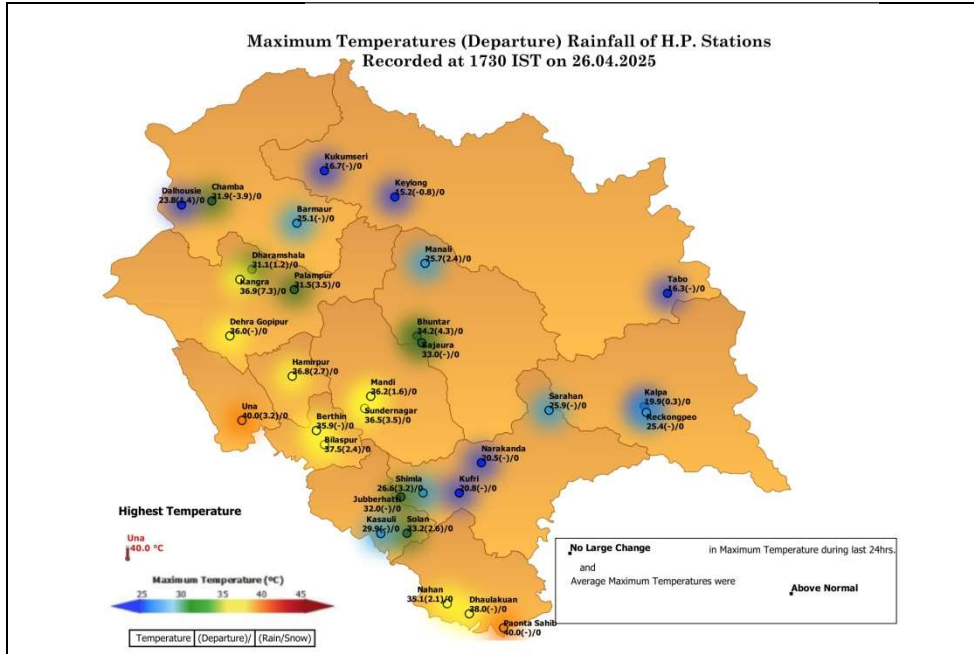 Maximum Temperatures (Departure) Rainfall of H.P. Stations
Recorded at 1730 IST on 26.04.2025
Kukumseri
16.7(-)/0
Keylong
15.2(-0.8)/0
Dalhousie
23.8(1.4)/0
Chamba
31.9(-3.9)/0
Barmaur
25.1(-)/0
Manali
25.7(2.4)/0
Dharamshala
31.1(1.2)/0
Kangra
36.9(7.3)/0
Palampur
31.5(3.5)/0
Tabo
16.3(-)/0
Dehra Gopipur
36.0(-)/0
Bhuntar
34.2(4.3)/0
Bajaura
33.0(-)/0
Hamirpur
36.8(2.7)/0
Mandi
36.2(1.6)/0
Sundernagar
36.5(3.5)/0
Una
40.0(3.2)/0
Berthin
35.9(-)/0
Bilaspur
37.5(2.4)/0
Sarahan
25.9(-)/0
Kalpa
19.9(0.3)/0
Reckongpeo
25.4(-)/0
Narakanda
20.5(-)/0
Shimla
26.6(3.2)/0
Kufri
20.8(-)/0
Jubberhatti
32.0(-)/0
Kasauli
29.9(-)/0
Solan
33.2(2.6)/0
Nahan
35.1(2.1)/0
Dhaulakuan
38.0(-)/0
Paonta Sahib
40.0(-)/0
Highest Temperature
Una
40.0 °C
Maximum Temperature (°C)
25 30 35 40 45
Temperature (Departure)/ (Rain/Snow)
No Large Change in Maximum Temperature during last 24hrs.
and
Average Maximum Temperatures were Above Normal